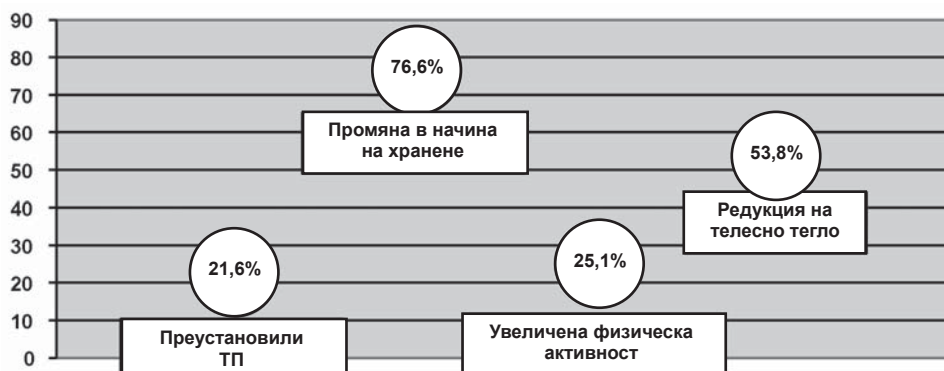 90
80
70
60
50
40
30
20
10
0
76,6%
Промяна в начина
на хранене
53,8%
Редукция на
телесно тегло
21,6%
Преустановили
ТП
25,1%
Увеличена физическа
активност